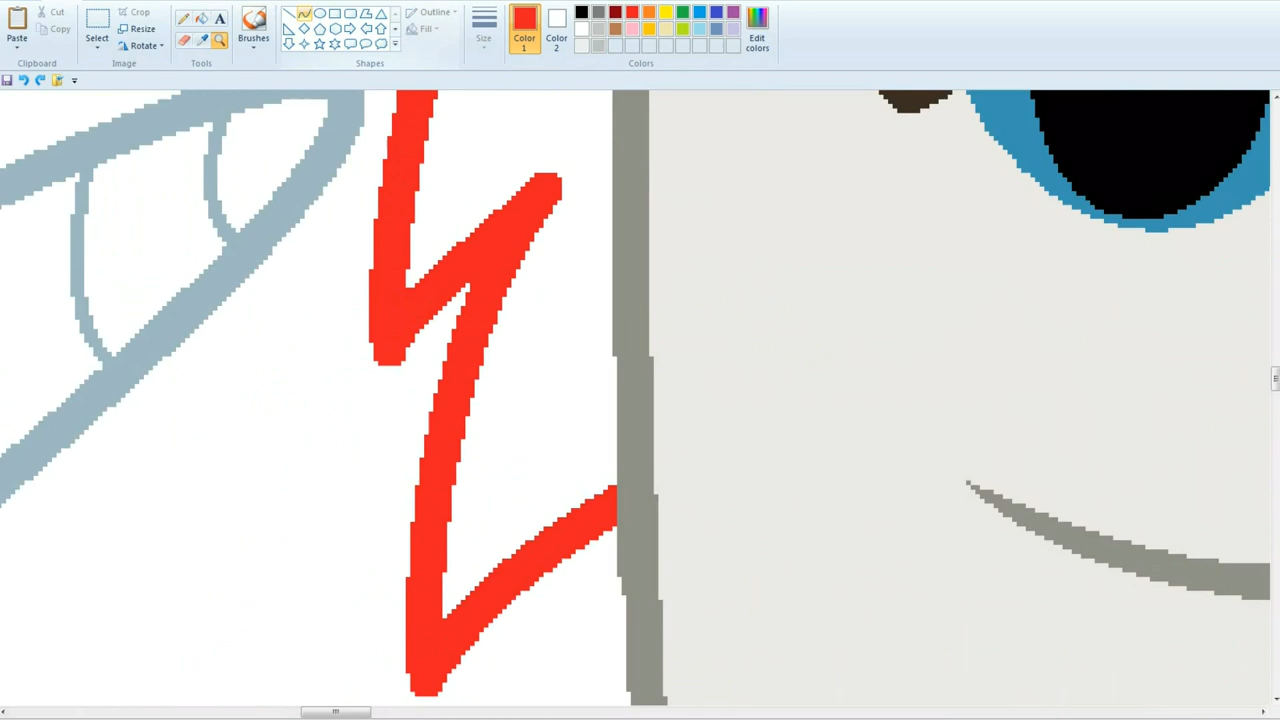 Paste
Cut
Copy
Clipboard
Select
Crop
Resize
Rotate
Image
A
Tools
Brushes
Outline
Fill
Shapes
Size
Color
1
Color
2
Edit
colors
Colors